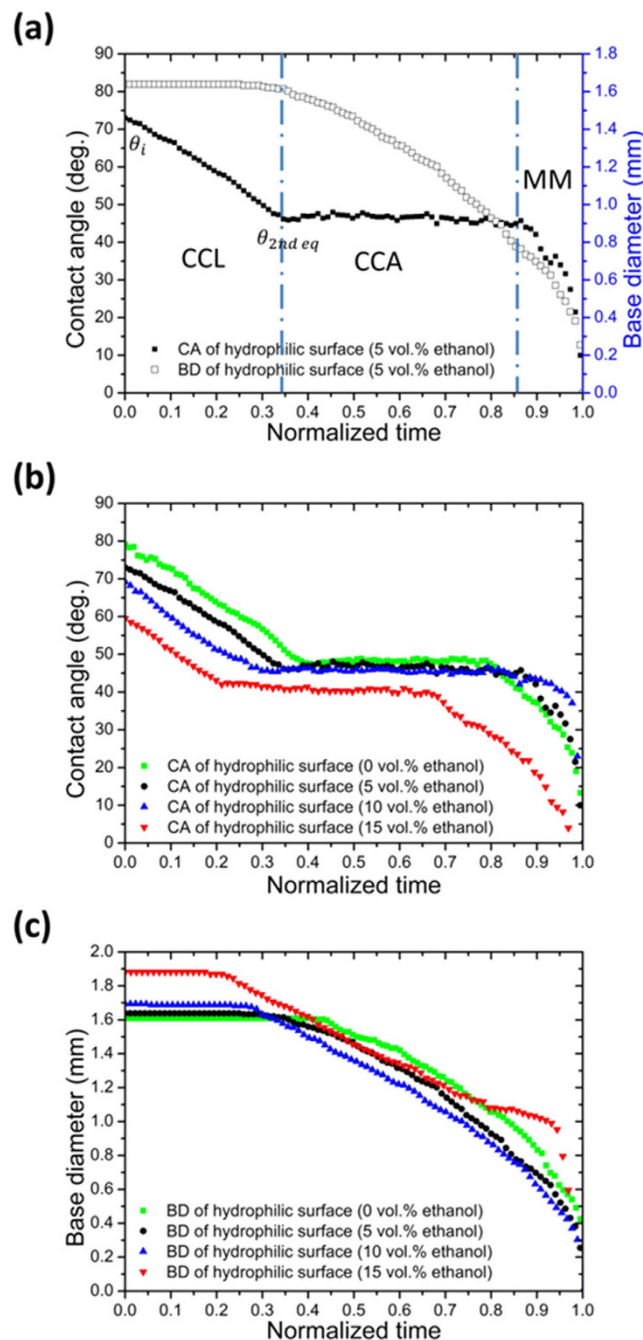 (a)
90
80
70
60
50
40
30
20
10
0
Contact angle (deg.)
1.8
1.6
1.4
1.2
1.0
0.8
0.6
0.4
0.2
0.0
Base diameter (mm)
θi
θ2nd eq
CCL
CCA
MM
CA of hydrophilic surface (5 vol.% ethanol)
BD of hydrophilic surface (5 vol.% ethanol)
0.0 0.1 0.2 0.3 0.4 0.5 0.6 0.7 0.8 0.9 1.0
Normalized time
(b)
90
80
70
60
50
40
30
20
10
0
Contact angle (deg.)
CA of hydrophilic surface (0 vol.% ethanol)
CA of hydrophilic surface (5 vol.% ethanol)
CA of hydrophilic surface (10 vol.% ethanol)
CA of hydrophilic surface (15 vol.% ethanol)
0.0 0.1 0.2 0.3 0.4 0.5 0.6 0.7 0.8 0.9 1.0
Normalized time
(c)
2.0
1.8
1.6
1.4
1.2
1.0
0.8
0.6
0.4
0.2
0.0
Base diameter (mm)
BD of hydrophilic surface (0 vol.% ethanol)
BD of hydrophilic surface (5 vol.% ethanol)
BD of hydrophilic surface (10 vol.% ethanol)
BD of hydrophilic surface (15 vol.% ethanol)
0.0 0.1 0.2 0.3 0.4 0.5 0.6 0.7 0.8 0.9 1.0
Normalized time